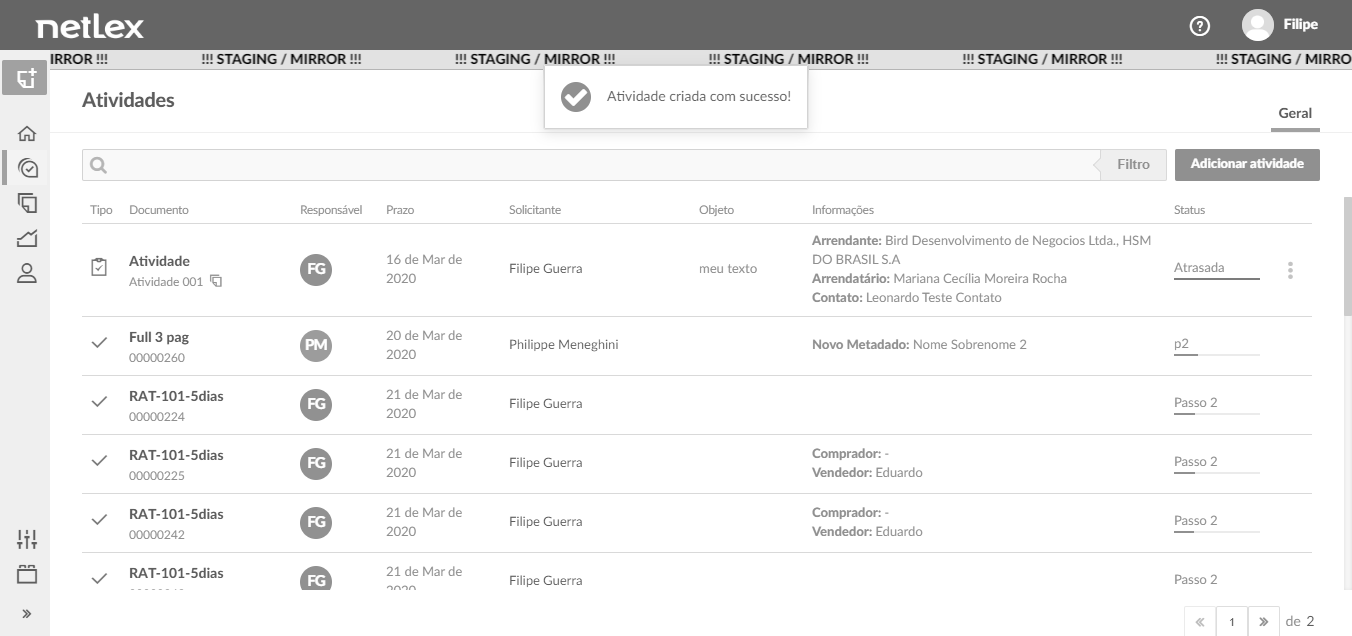 netlex
Filipe
IRROR !!! !!! STAGING / MIRROR !!! !!! STAGING / MIRROR !!! !!! STAGING / MIRROR !!! !!! STAGING / MIRROR !!! !!! STAGING / MIRRO
Atividade criada com sucesso!
Atividades
Geral
Filtro
Adicionar atividade
Tipo Documento Responsável Prazo Solicitante Objeto Informações Status
Arrendante: Bird Desenvolvimento de Negocios Ltda., HSM
DO BRASIL S.A
Arrendatário: Mariana Cecília Moreira Rocha
Contato: Leonardo Teste Contato
Atividade
Atividade 001
FG
16 de Mar de
2020
Filipe Guerra
meu texto
Atrasada
Full 3 pag
00000260
PM
20 de Mar de
2020
Philippe Meneghini
Novo Metadado: Nome Sobrenome 2
p2
RAT-101-5dias
00000224
FG
21 de Mar de
2020
Filipe Guerra
Passo 2
RAT-101-5dias
00000225
FG
21 de Mar de
2020
Filipe Guerra
Comprador: -
Vendedor: Eduardo
Passo 2
RAT-101-5dias
00000242
FG
21 de Mar de
2020
Filipe Guerra
Comprador: -
Vendedor: Eduardo
Passo 2
RAT-101-5dias
FG
21 de Mar de
2020
Filipe Guerra
Passo 2
« 1 » de 2